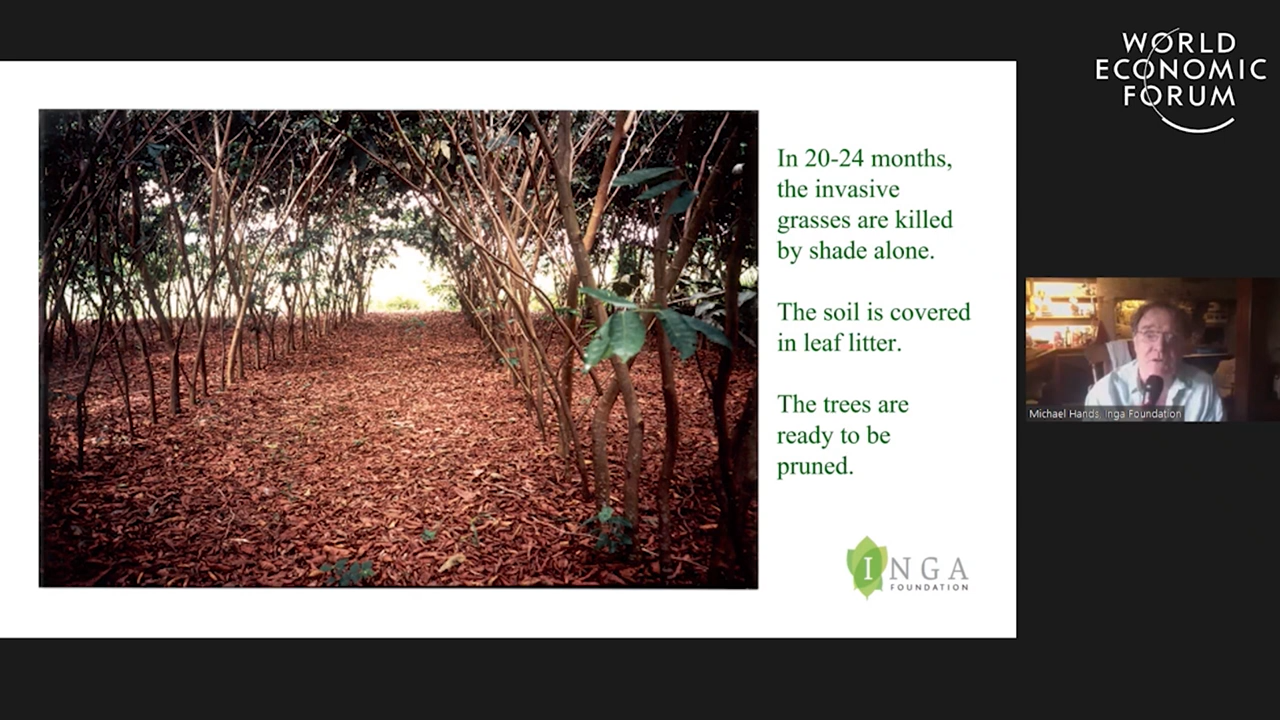 WORLD
ECONOMIC
FORUM
In 20-24 months,
the invasive
grasses are killed
by shade alone.
The soil is covered
in leaf litter.
The trees are
ready to be
pruned.
Michael Hands, Inga Foundation
INGA
FOUNDATION